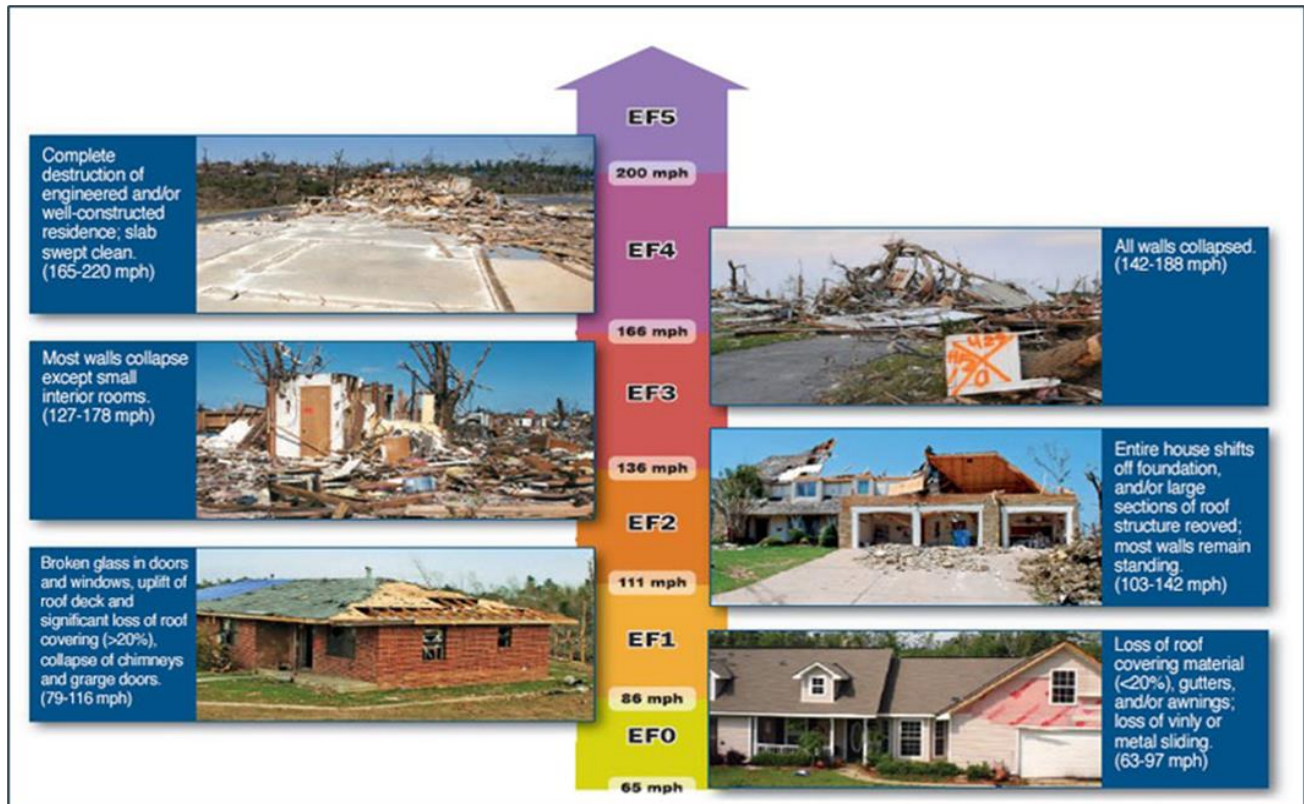 EF5
200 mph
EF4
166 mph
EF3
136 mph
EF2
111 mph
EF1
86 mph
EF0
65 mph
Complete
destruction of
engineered and/or
well-constructed
residence; slab
swept clean.
(165-220 mph)
All walls collapsed.
(142-188 mph)
Most walls collapse
except small
interior rooms.
(127-178 mph)
Entire house shifts
off foundation,
and/or large
sections of roof
structure reoved;
most walls remain
standing.
(103-142 mph)
Broken glass in doors
and windows, uplift of
roof deck and
significant loss of roof
covering (>20%),
collapse of chimneys
and grarge doors.
(79-116 mph)
Loss of roof
covering material
(<20%), gutters,
and/or awnings;
loss of vinly or
metal sliding.
(63-97 mph)